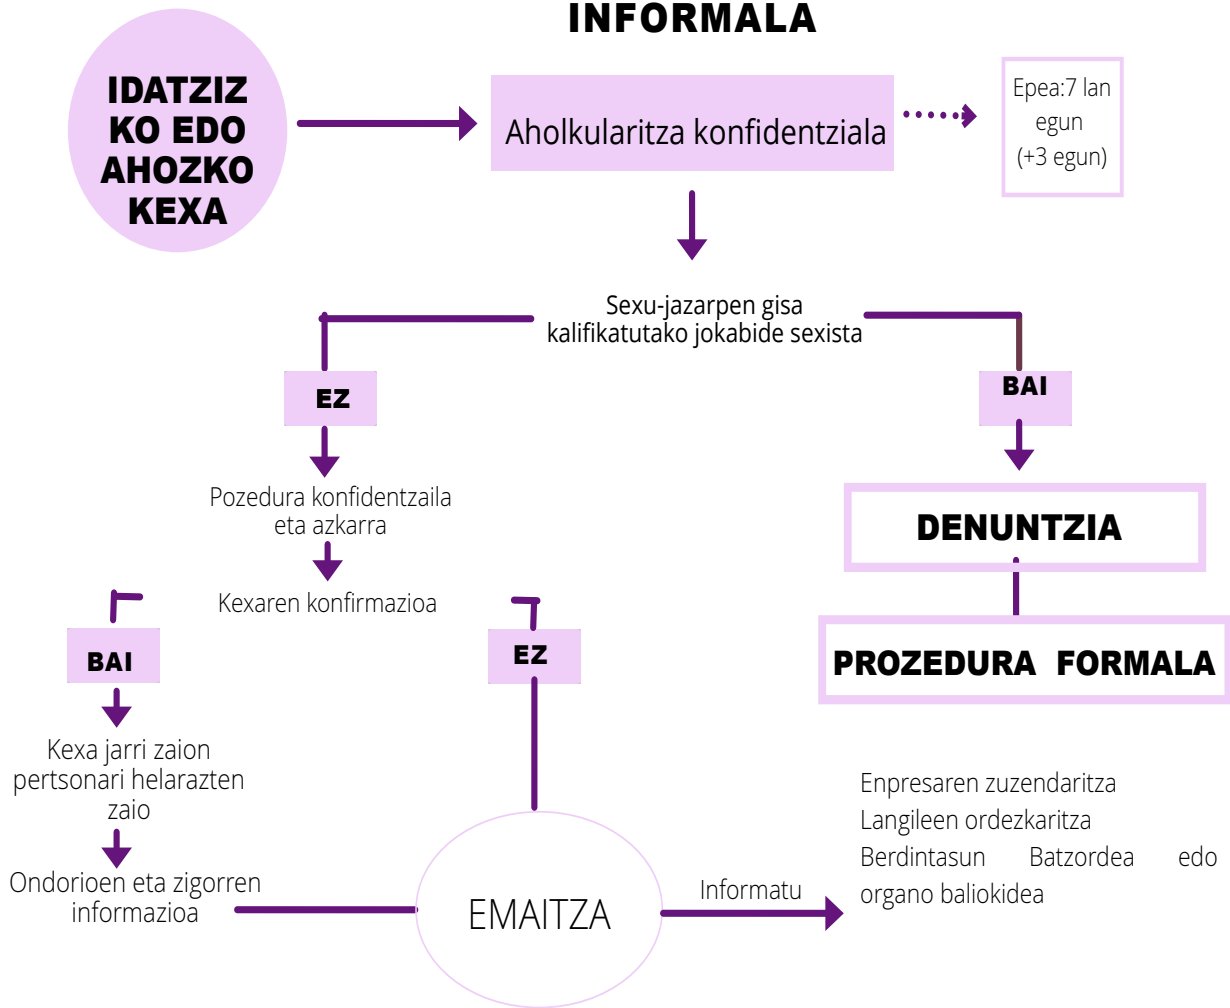 INFORMALA
IDATZIZ
KO EDO
AHOZKO
KEXA
Aholkularitza konfidentziala
Epea:7 lan
egun
(+3 egun)
Sexu-jazarpen gisa
kalifikatutako jokabide sexista
EZ
BAI
Pozedura konfidentzaila
eta azkarra
DENUNTZIA
Kexaren konfirmazioa
BAI
EZ
PROZEDURA FORMALA
Kexa jarri zaion
pertsonari helarazten
zaio
Ondorioen eta zigorren
informazioa
EMAITZA
Informatu
Enpresaren zuzendaritza
Langileen ordezkaritza
Berdintasun Batzordea edo
organo baliokidea